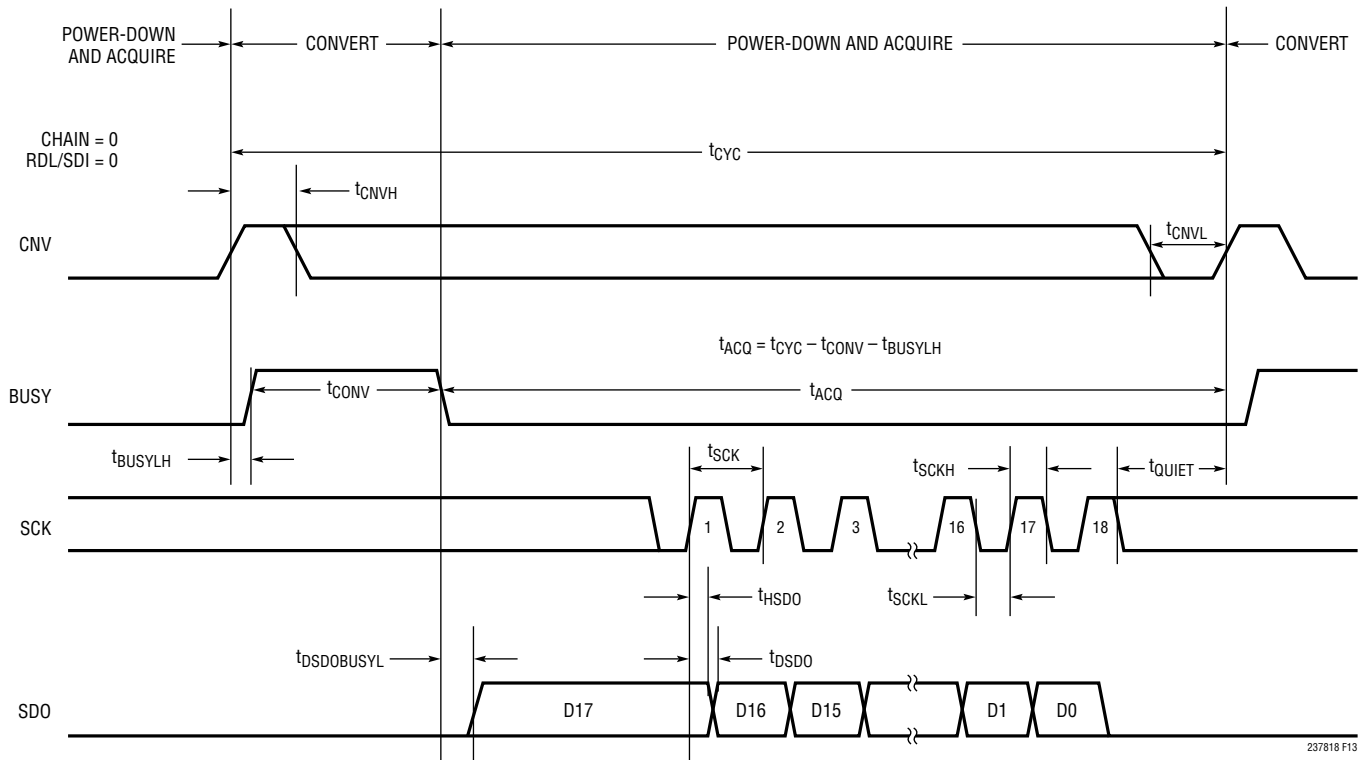 POWER-DOWN
AND ACQUIRE
CONVERT
POWER-DOWN AND ACQUIRE
CONVERT
CHAIN = 0
RDL/SDI = 0
tCYC
tCNVH
CNV
tCNVL
tACQ = tCYC – tCONV – tBUSYLH
BUSY
tCONV
tACQ
tBUSYLH
tSCK
tSCKH
tQUIET
SCK
1
2
3
16
17
18
tHSDO
tSCKL
tDSDOBUSYL
tDSDO
SDO
D17
D16
D15
D1
D0
237818 F13